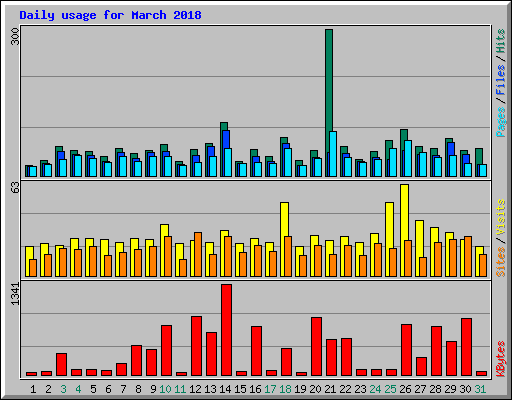 Daily usage for March 2018
300
Pages / Files / Hits
63
Sites / Visits
1341
KBytes
1 2 3 4 5 6 7 8 9 10 11 12 13 14 15 16 17 18 19 20 21 22 23 24 25 26 27 28 29 30 31